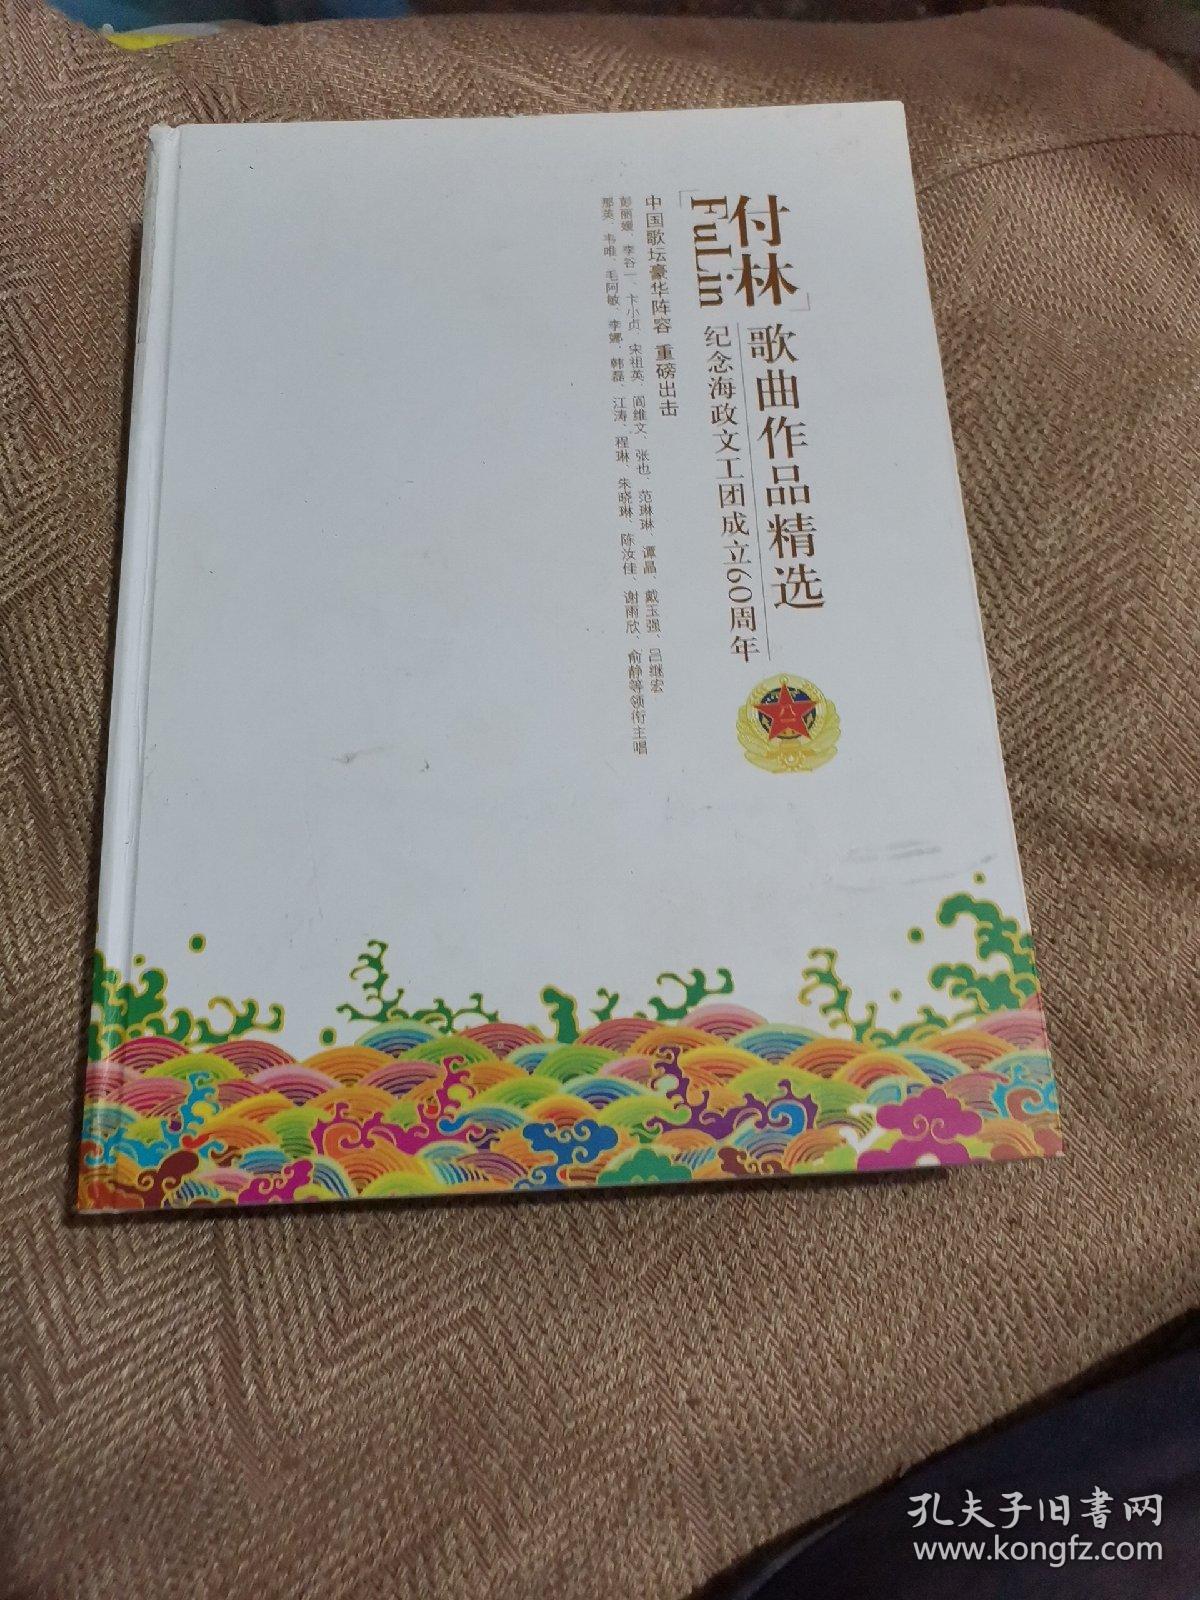 「付林」
FuLin
歌曲作品精选
纪念海政文工团成立60周年
中国歌坛豪华阵容 重磅出击
彭丽媛、李谷一、卞小贞、宋祖英、阎维文、张也、范琳琳、谭晶、戴玉强、吕继宏
那英、韦唯、毛阿敏、李娜、韩磊、江涛、程琳、朱晓琳、陈汝佳、谢雨欣、俞静等领衔主唱
八一
孔夫子旧书网
www.kongfz.com